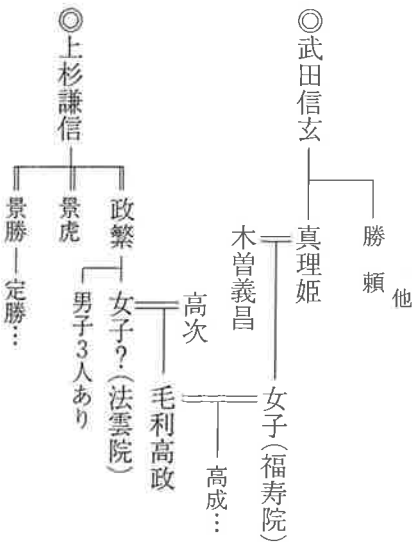 ◎武田信玄
勝頼
他
真理姫
木曽義昌
女子(福寿院)
高成…
◎上杉謙信
政繁
景虎
景勝
定勝…
女子?(法雲院)
男子3人あり
高次
毛利高政